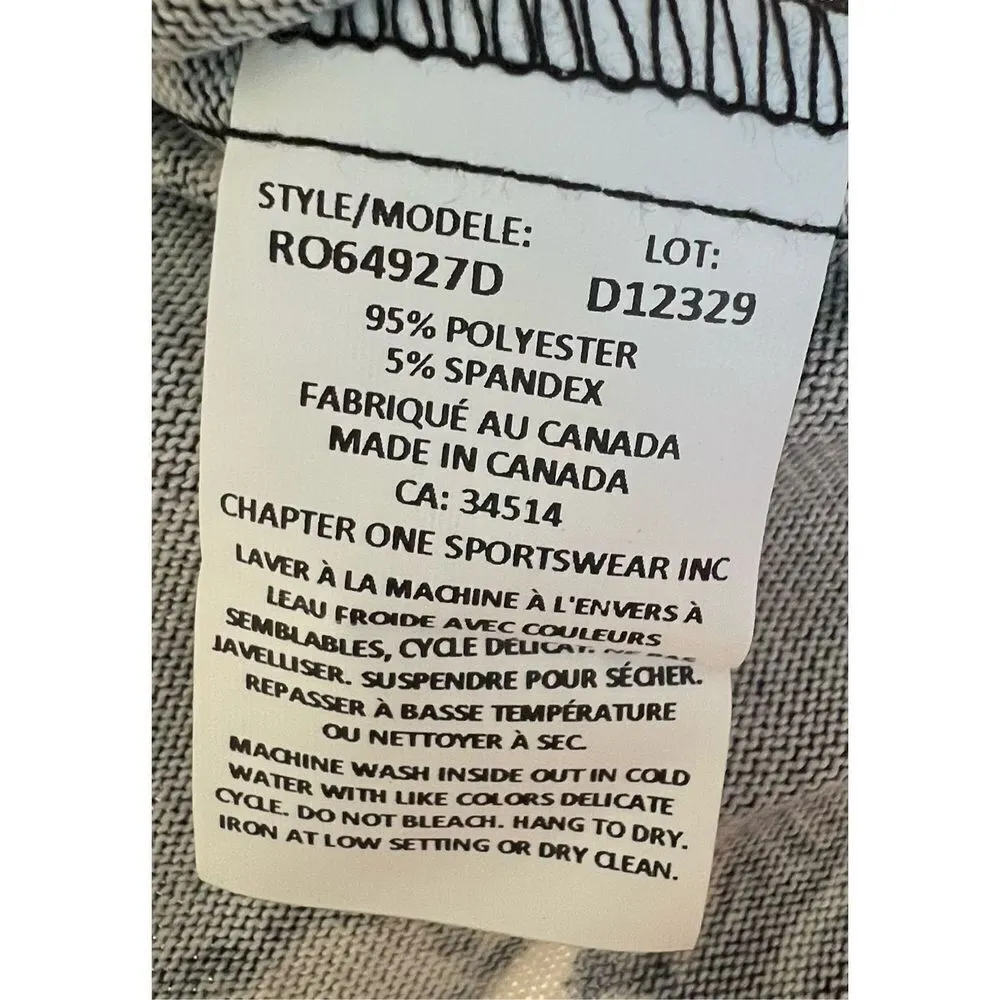 STYLE/MODELE: LOT:
RO64927D D12329
95% POLYESTER
5% SPANDEX
FABRIQUÉ AU CANADA
MADE IN CANADA
CA: 34514
CHAPTER ONE SPORTSWEAR INC
LAVER À LA MACHINE À L'ENVERS À
LEAU FROIDE AVEC COULEURS
SEMBLABLES, CYCLE DELICAT.
JAVELLISER. SUSPENDRE POUR SÉCHER.
REPASSER À BASSE TEMPÉRATURE
OU NETTOYER À SEC
MACHINE WASH INSIDE OUT IN COLD
WATER WITH LIKE COLORS DELICATE
CYCLE. DO NOT BLEACH. HANG TO DRY.
IRON AT LOW SETTING OR DRY CLEAN.